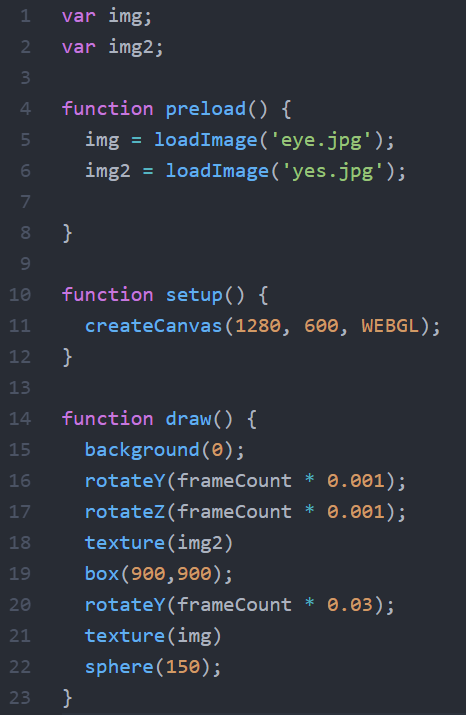 1 var img;
2 var img2;
3
4 function preload() {
5   img = loadImage('eye.jpg');
6   img2 = loadImage('yes.jpg');
7
8 }
9
10 function setup() {
11   createCanvas(1280, 600, WEBGL);
12 }
13
14 function draw() {
15   background(0);
16   rotateY(frameCount * 0.001);
17   rotateZ(frameCount * 0.001);
18   texture(img2)
19   box(900,900);
20   rotateY(frameCount * 0.03);
21   texture(img)
22   sphere(150);
23 }